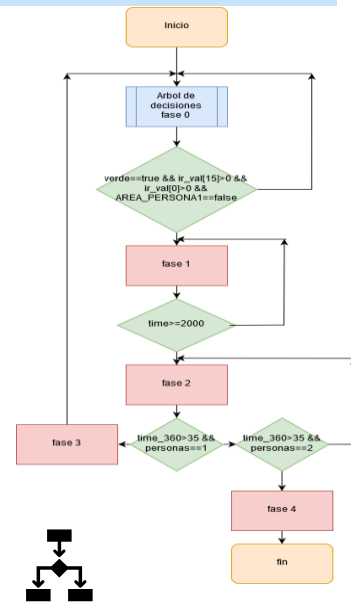 Inicio
Arbol de
decisiones
fase 0
verde==true && ir_val[15]>0 &&
ir_val[0]>0 &&
AREA_PERSONA1==false
fase 1
time>=2000
fase 2
fase 3
time_360>35 &&
personas==1
time_360>35 &&
personas==2
fase 4
fin